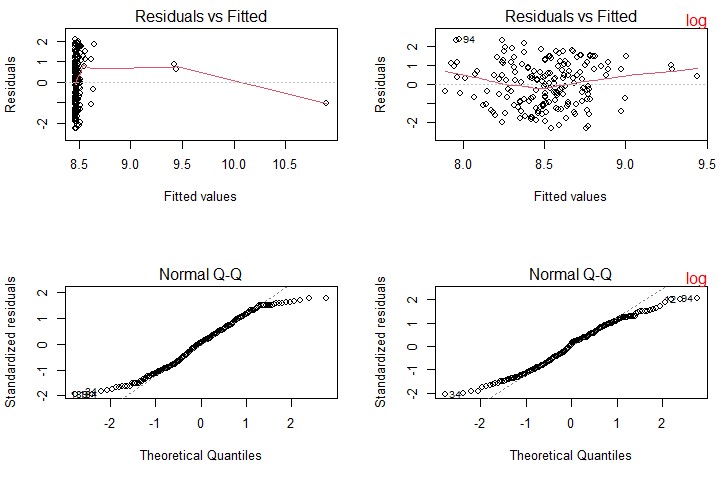 Residuals vs Fitted
Residuals
2
1
0
-2
8.5 9.0 9.5 10.0 10.5
Fitted values
Residuals vs Fitted
log
94
Residuals
2
1
0
-2
8.0 8.5 9.0 9.5
Fitted values
Normal Q-Q
Standardized residuals
2
1
0
-1
-2
34
-2 -1 0 1 2
Theoretical Quantiles
Normal Q-Q
log
94
Standardized residuals
2
1
0
-1
-2
34
-2 -1 0 1 2
Theoretical Quantiles